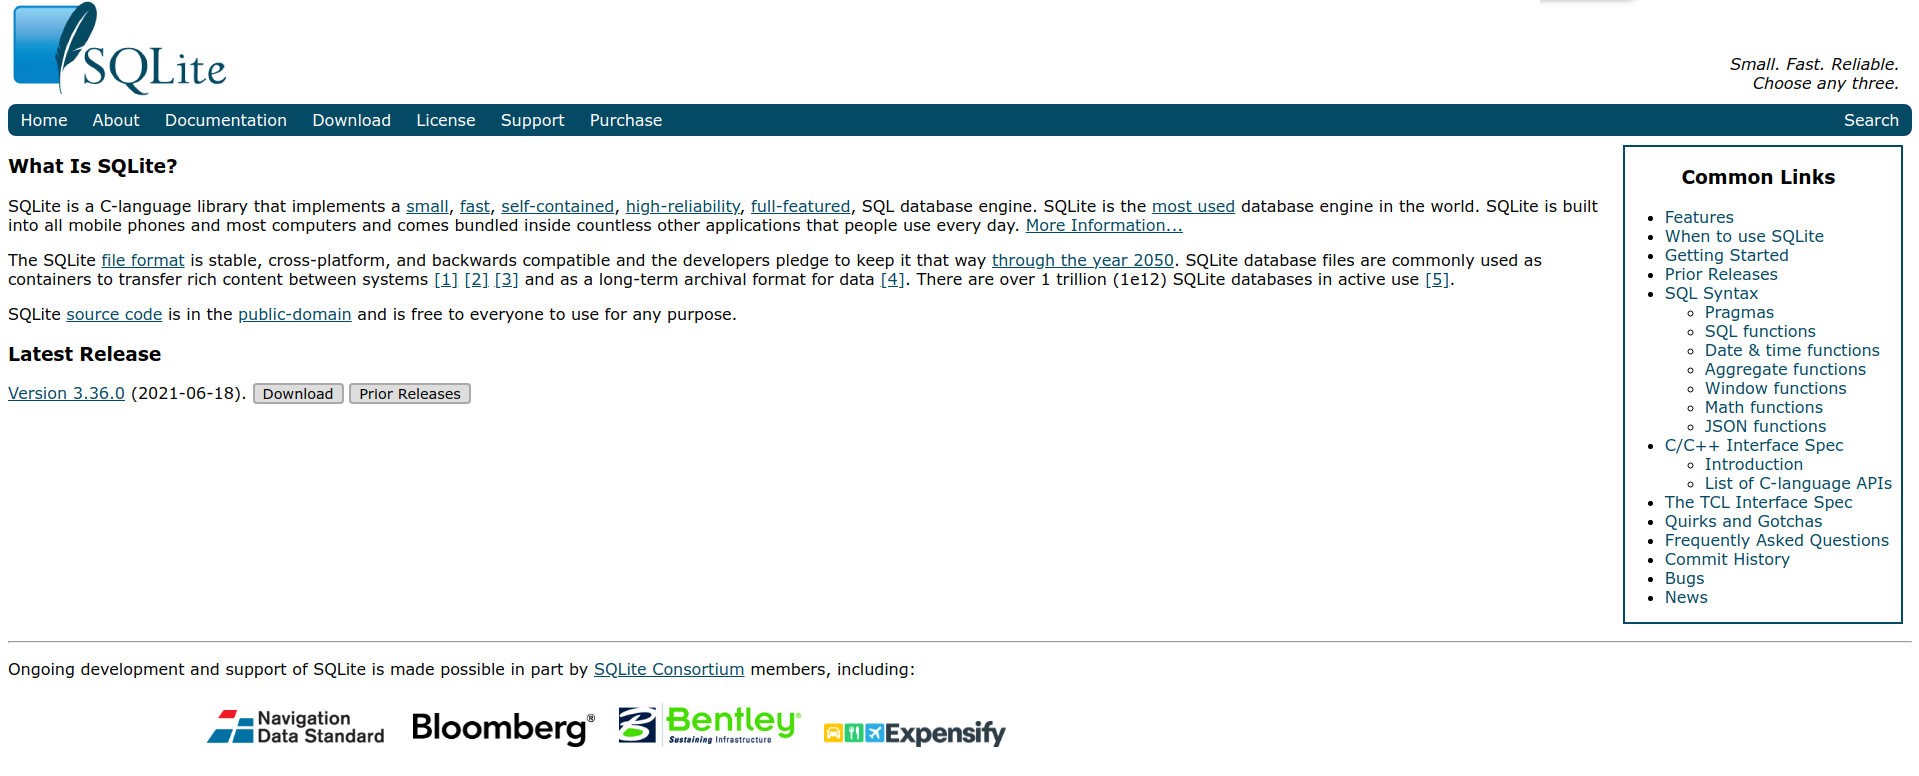 SQLite
Small. Fast. Reliable.
Choose any three.
Home About Documentation Download License Support Purchase Search
What Is SQLite?
SQLite is a C-language library that implements a small, fast, self-contained, high-reliability, full-featured, SQL database engine. SQLite is the most used database engine in the world. SQLite is built
into all mobile phones and most computers and comes bundled inside countless other applications that people use every day. More Information...
The SQLite file format is stable, cross-platform, and backwards compatible and the developers pledge to keep it that way through the year 2050. SQLite database files are commonly used as
containers to transfer rich content between systems [1] [2] [3] and as a long-term archival format for data [4]. There are over 1 trillion (1e12) SQLite databases in active use [5].
SQLite source code is in the public-domain and is free to everyone to use for any purpose.
Latest Release
Version 3.36.0 (2021-06-18). Download Prior Releases
Common Links
Features
When to use SQLite
Getting Started
Prior Releases
SQL Syntax
Pragmas
SQL functions
Date & time functions
Aggregate functions
Window functions
Math functions
JSON functions
C/C++ Interface Spec
Introduction
List of C-language APIs
The TCL Interface Spec
Quirks and Gotchas
Frequently Asked Questions
Commit History
Bugs
News
Ongoing development and support of SQLite is made possible in part by SQLite Consortium members, including:
Navigation
Data Standard
Bloomberg®
Bentley®
Sustaining Infrastructure
Expensify